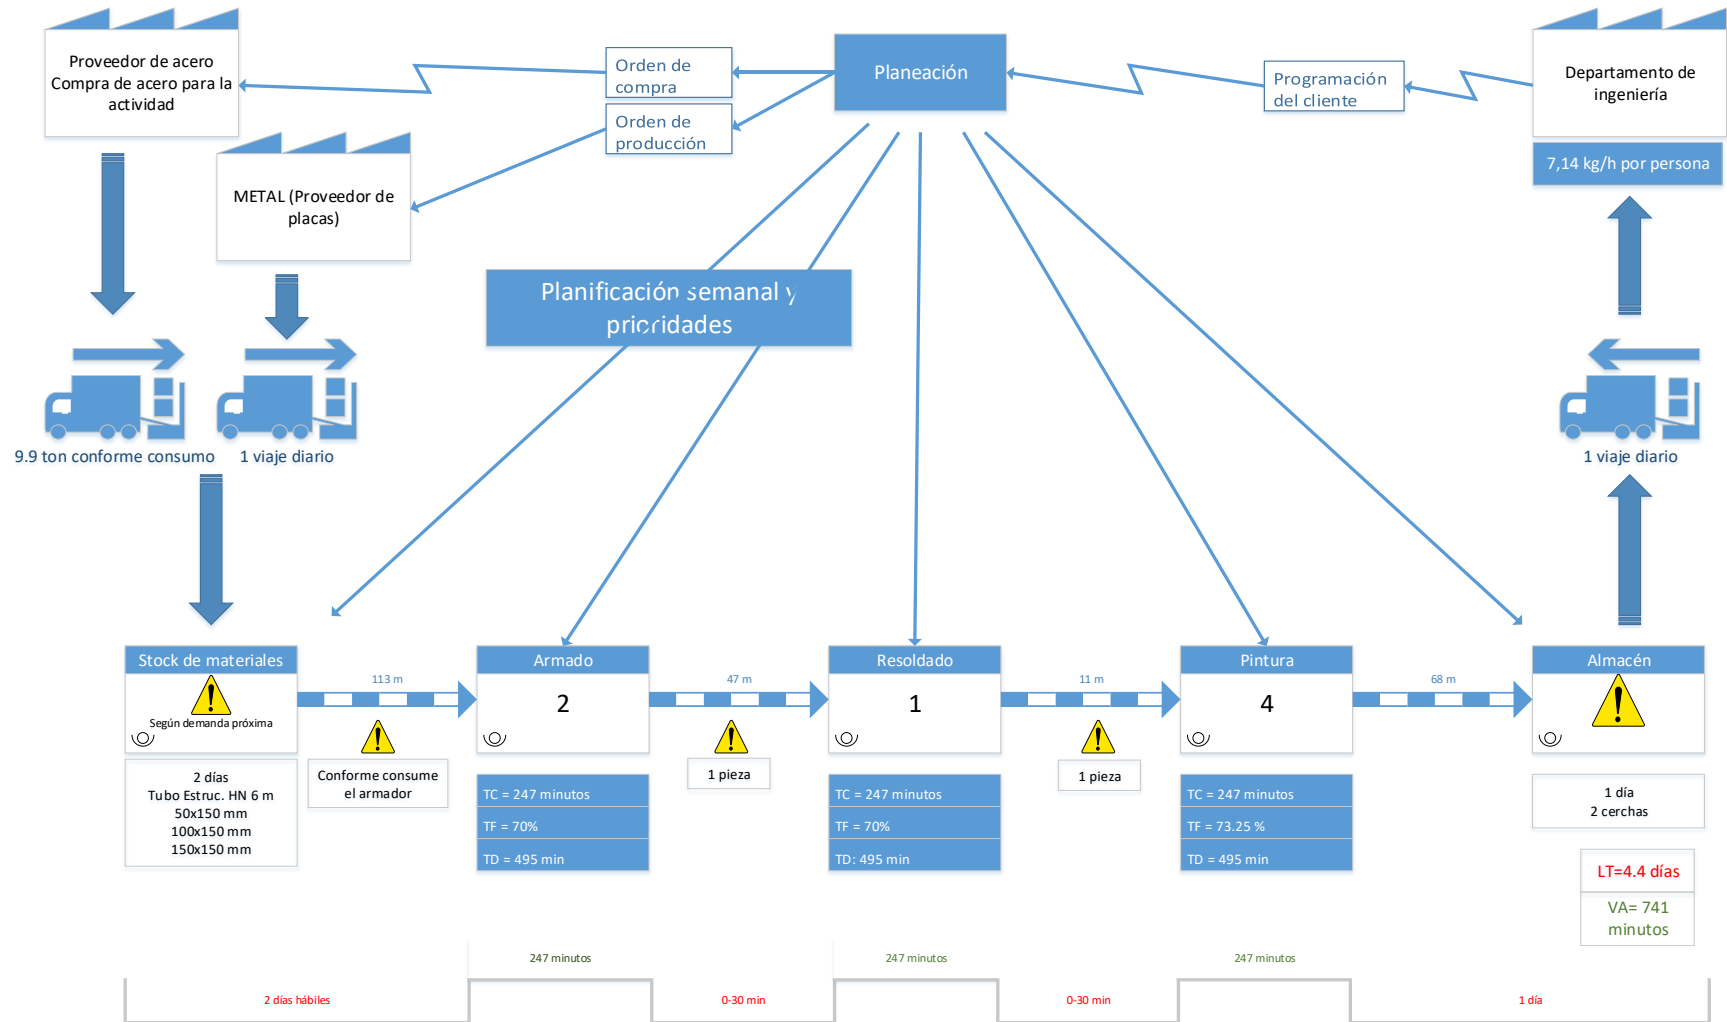 Proveedor de acero
Compra de acero para la
actividad
METAL (Proveedor de
placas)
Orden de
compra
Orden de
producción
Planeación
Programación
del cliente
Departamento de
ingeniería
7,14 kg/h por persona
Planificación semanal y
prioridades
9.9 ton conforme consumo
1 viaje diario
1 viaje diario
Stock de materiales
Según demanda próxima
2 días
Tubo Estruc. HN 6 m
50x150 mm
100x150 mm
150x150 mm
113 m
Conforme consume
el armador
Armado
2
TC = 247 minutos
TF = 70%
TD = 495 min
47 m
1 pieza
Resoldado
1
TC = 247 minutos
TF = 70%
TD: 495 min
11 m
1 pieza
Pintura
4
TC = 247 minutos
TF = 73.25 %
TD = 495 min
68 m
Almacén
1 día
2 cerchas
LT=4.4 días
VA= 741
minutos
2 días hábiles
247 minutos
0-30 min
247 minutos
0-30 min
247 minutos
1 día